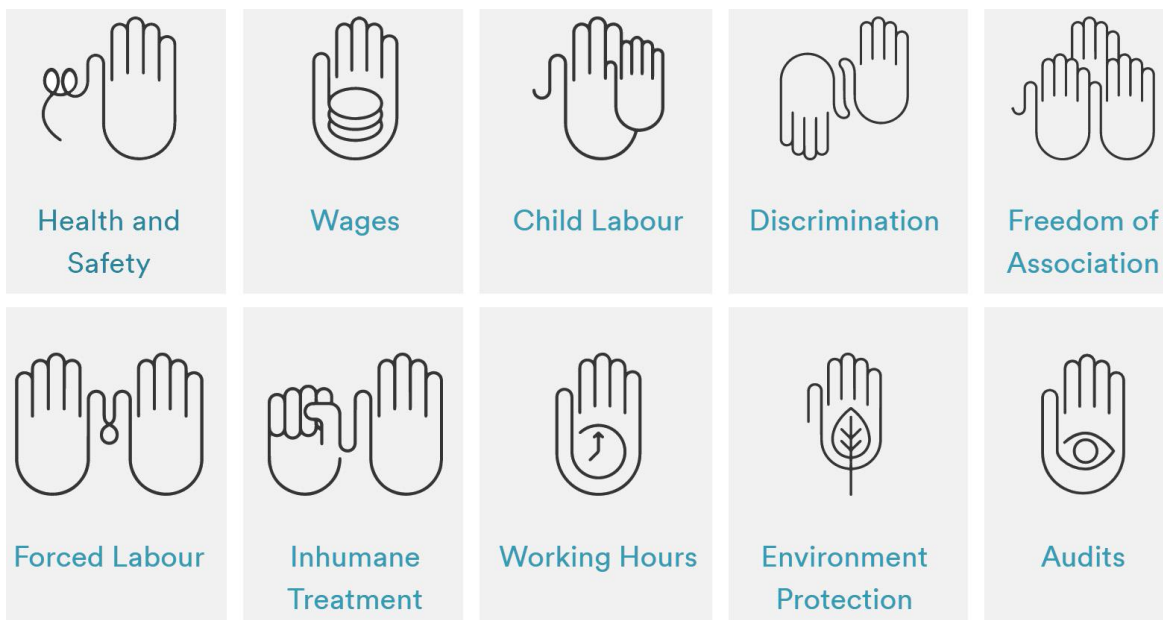 Health and
Safety
Wages
Child Labour
Discrimination
Freedom of
Association
Forced Labour
Inhumane
Treatment
Working Hours
Environment
Protection
Audits